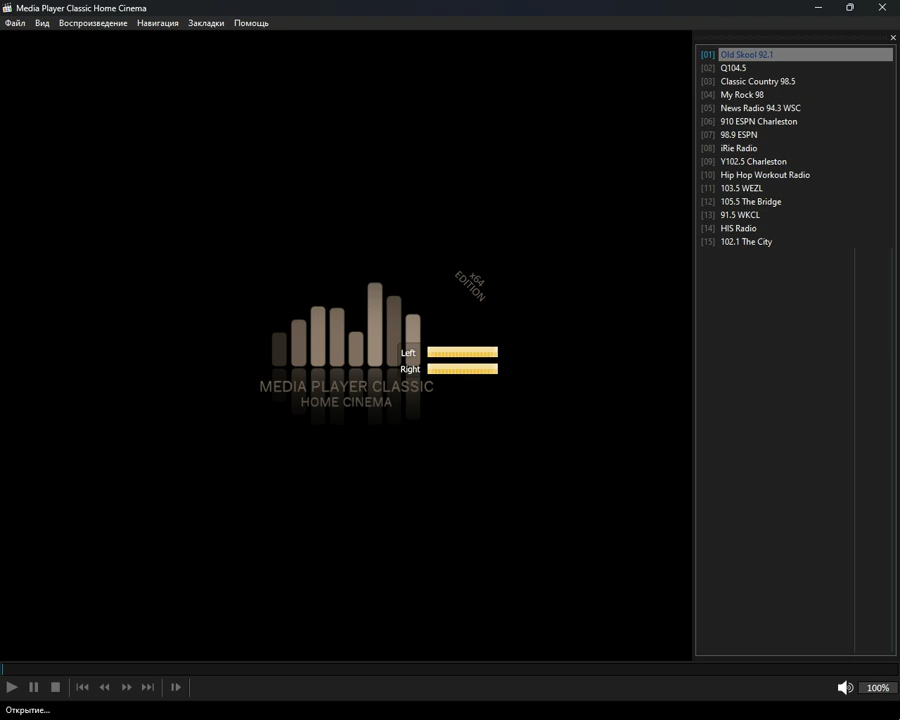 Media Player Classic Home Cinema
Файл Вид Воспроизведение Навигация Закладки Помощь
[01] Old Skool 92.1
[02] Q104.5
[03] Classic Country 98.5
[04] My Rock 98
[05] News Radio 94.3 WSC
[06] 910 ESPN Charleston
[07] 98.9 ESPN
[08] iRie Radio
[09] Y102.5 Charleston
[10] Hip Hop Workout Radio
[11] 103.5 WEZL
[12] 105.5 The Bridge
[13] 91.5 WKCL
[14] HIS Radio
[15] 102.1 The City
x64
EDITION
Left
Right
MEDIA PLAYER CLASSIC
HOME CINEMA
100%
Открытие...